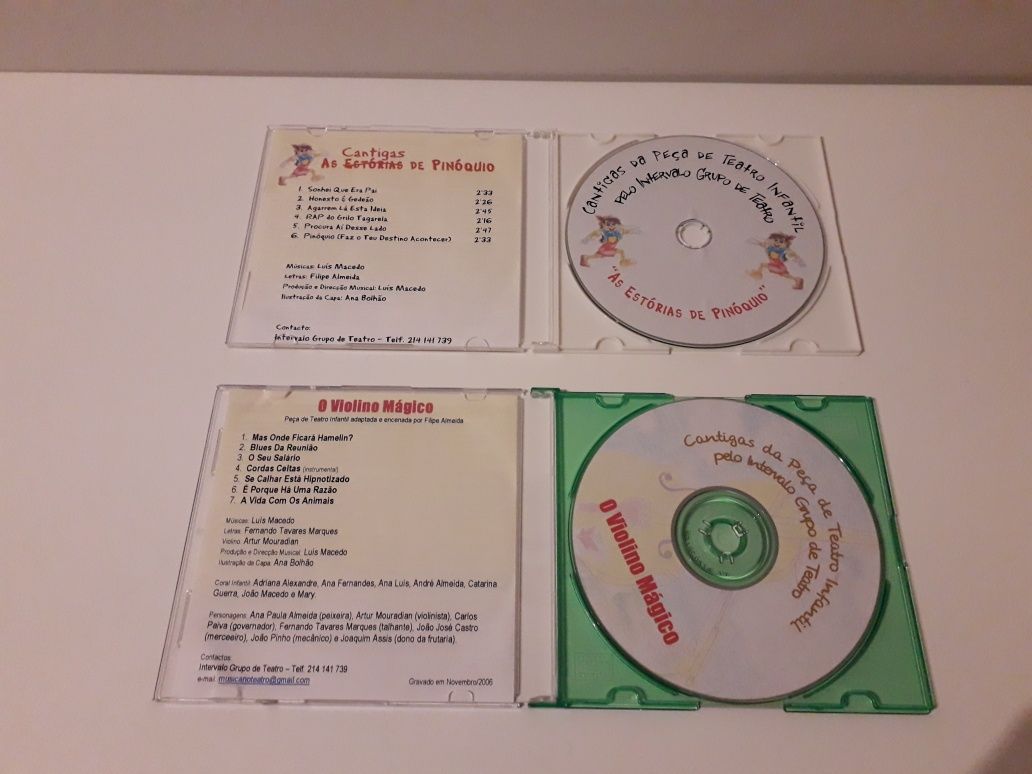 Cantigas
As Estórias de Pinóquio
1. Sonhei Que Era Pai 2'33
2. Honesto É Gedeão 2'26
3. Agarrem Lá Esta Ideia 2'45
4. RAP do Grilo Tagarela 2'16
5. Procura Aí Desse Lado 2'47
6. Pinóquio (Faz o Teu Destino Acontecer) 2'33
Músicas: Luís Macedo
Letras: Filipe Almeida
Produção e Direcção Musical: Luís Macedo
Ilustração da Capa: Ana Bolhão
Contacto:
Intervalo Grupo de Teatro – Telf. 214 141 739
Cantigas da Peça de Teatro Infantil
pelo Intervalo Grupo de Teatro
"As Estórias de Pinóquio"
O Violino Mágico
Peça de Teatro Infantil adaptada e encenada por Filipe Almeida
1. Mas Onde Ficará Hamelin?
2. Blues Da Reunião
3. O Seu Salário
4. Cordas Celtas (instrumental)
5. Se Calhar Está Hipnotizado
6. É Porque Há Uma Razão
7. A Vida Com Os Animais
Músicas: Luís Macedo
Letras: Fernando Tavares Marques
Violino: Artur Mouradian
Produção e Direcção Musical: Luís Macedo
Ilustração da Capa: Ana Bolhão
Coral Infantil: Adriana Alexandre, Ana Fernandes, Ana Luís, André Almeida, Catarina
Guerra, João Macedo e Mary.
Personagens: Ana Paula Almeida (peixeira), Artur Mouradian (violinista), Carlos
Paiva (governador), Fernando Tavares Marques (talhante), João José Castro
(merceeiro), João Pinho (mecânico) e Joaquim Assis (dono da frutaria).
Contactos:
Intervalo Grupo de Teatro – Telf. 214 141 739
e-mail: musicanoteatro@gmail.com Gravado em Novembro/2006
Cantigas da Peça de Teatro Infantil
pelo Intervalo Grupo de Teatro
O Violino Mágico